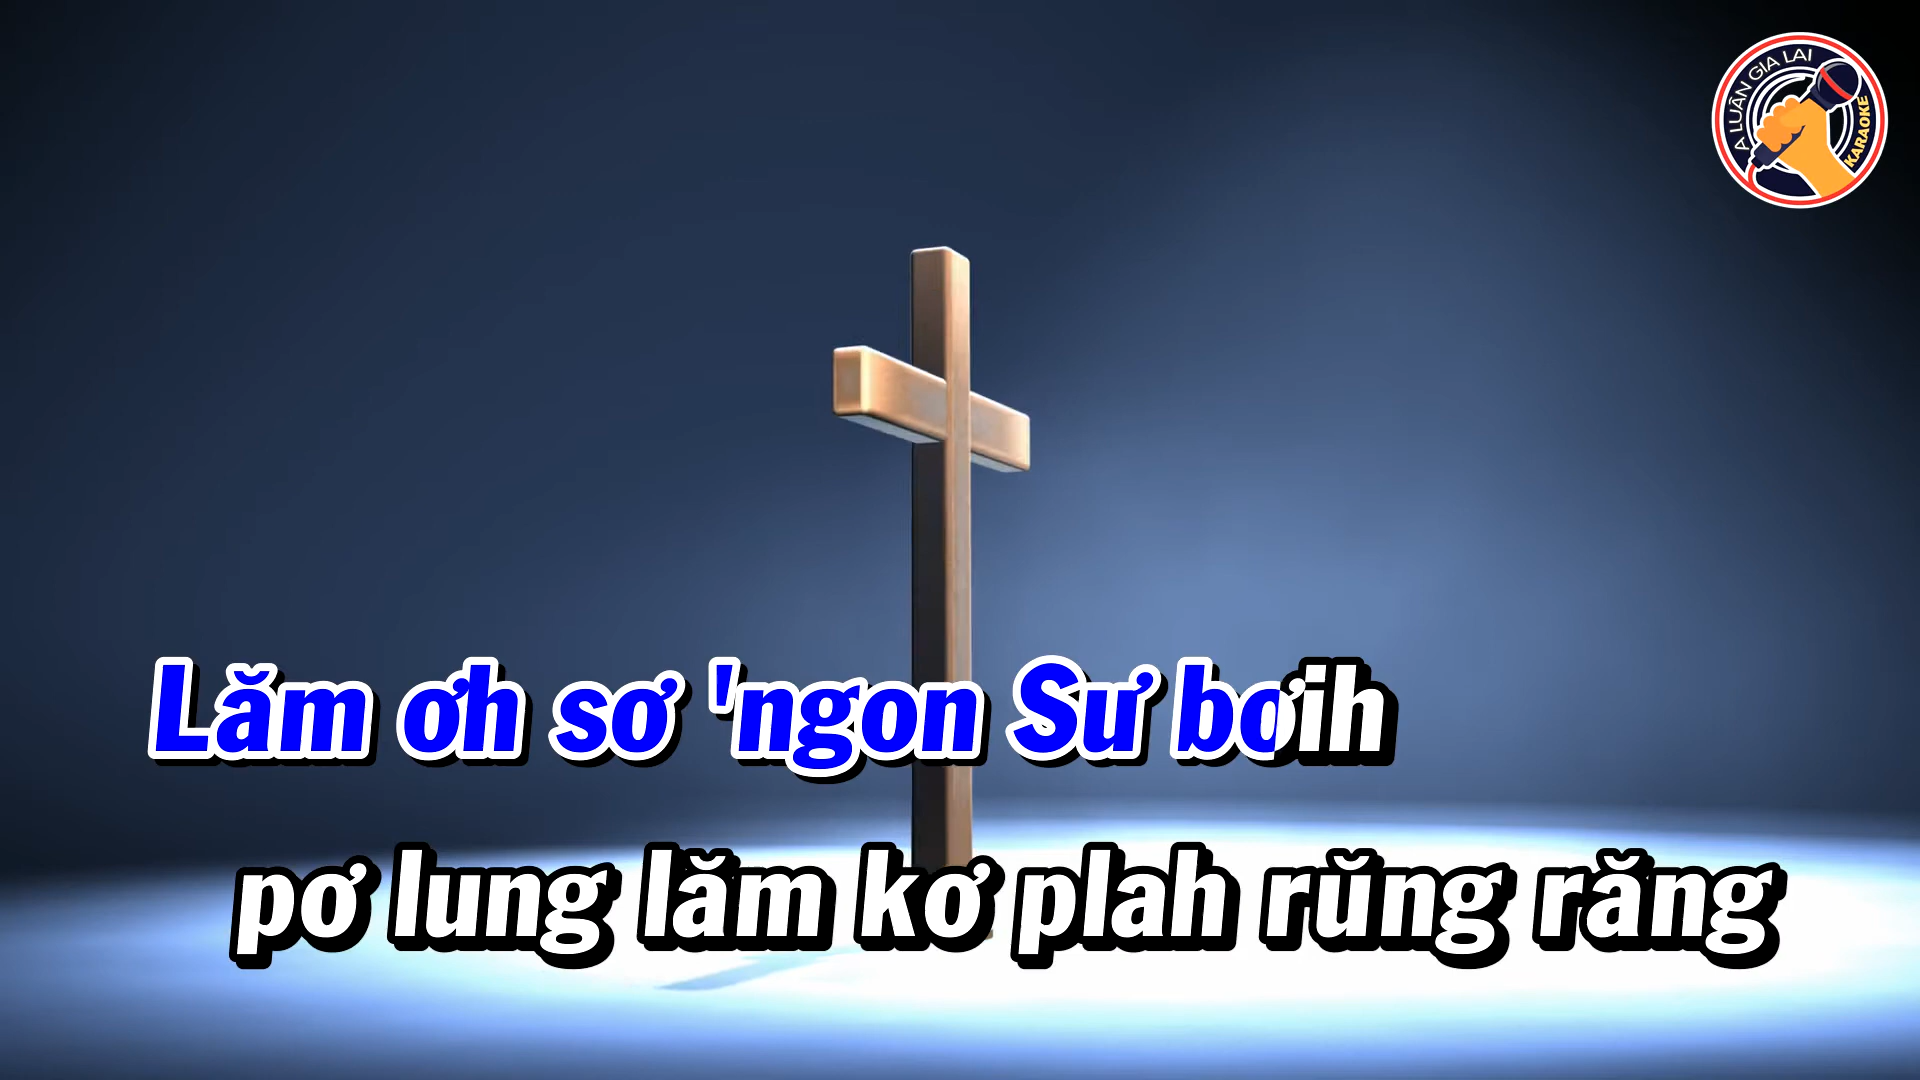 A LUÂN GIA LAI
KARAOKE
Lăm ơh sơ 'ngon Sư bơih
pơ lung lăm kơ plah rŭng răng